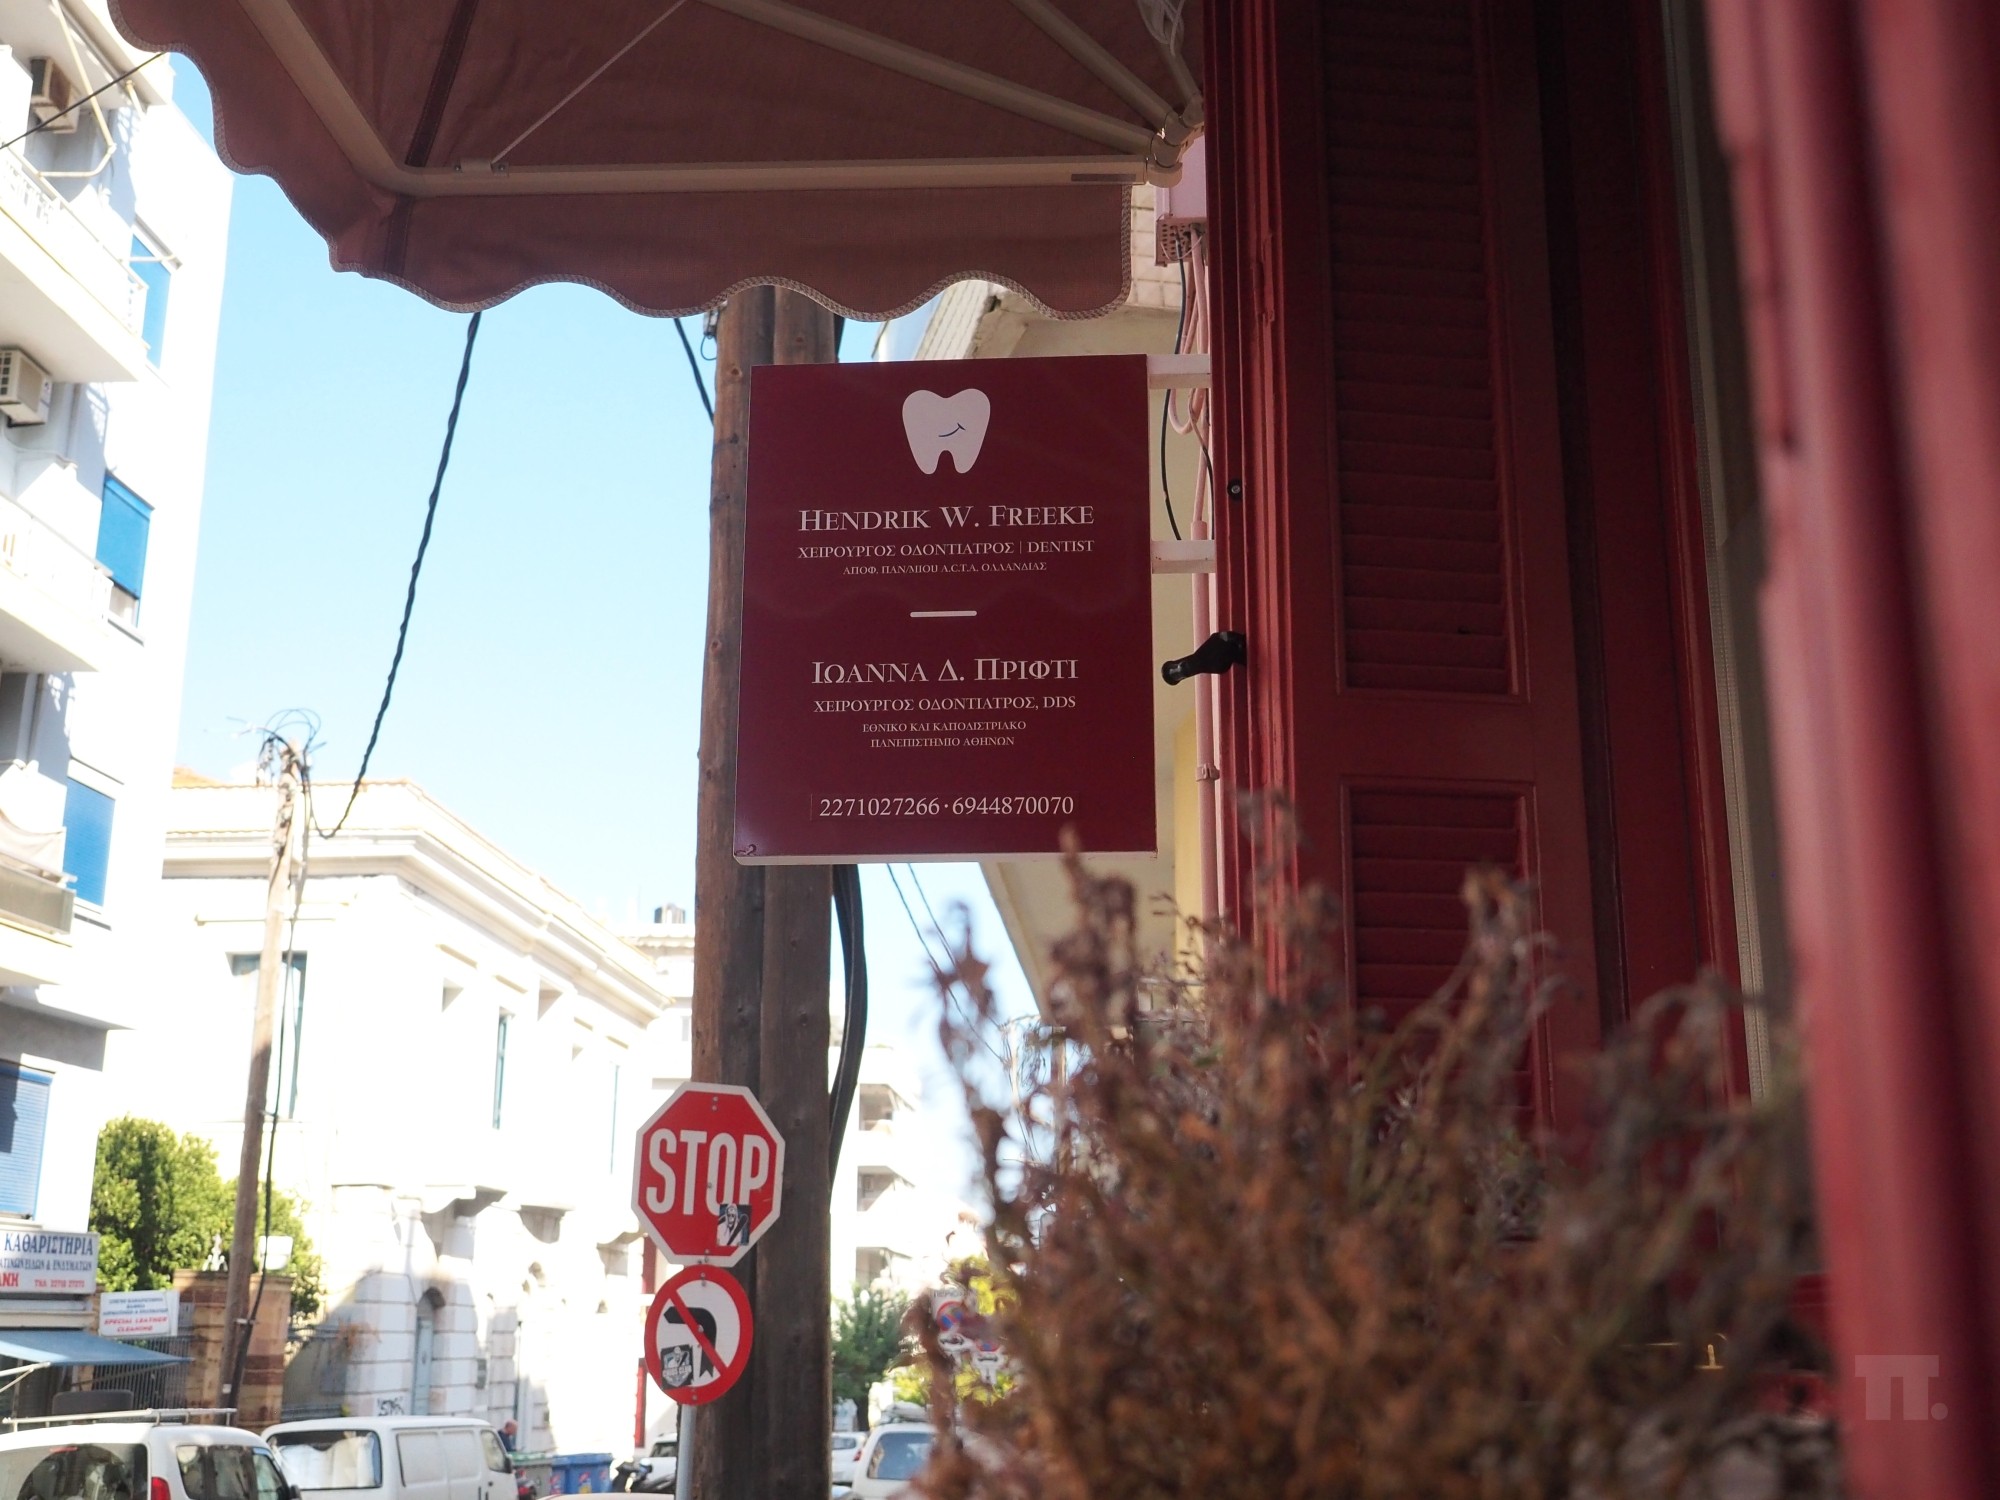 HENDRIK W. FREEKE
ΧΕΙΡΟΥΡΓΟΣ ΟΔΟΝΤΙΑΤΡΟΣ | DENTIST
ΑΠΟΦ. ΠΑΝ/ΜΙΟΥ A.C.T.A. ΟΛΛΑΝΔΙΑΣ
ΙΩΑΝΝΑ Δ. ΠΡΙΦΤΙ
ΧΕΙΡΟΥΡΓΟΣ ΟΔΟΝΤΙΑΤΡΟΣ, DDS
ΕΘΝΙΚΟ ΚΑΙ ΚΑΠΟΔΙΣΤΡΙΑΚΟ
ΠΑΝΕΠΙΣΤΗΜΙΟ ΑΘΗΝΩΝ
2271027266·6944870070
STOP
ΚΑΘΑΡΙΣΤΗΡΙΑ
& ΕΝΔΥΜΑΤΩΝ
SPECIAL LEATHER
CLEANING
π.